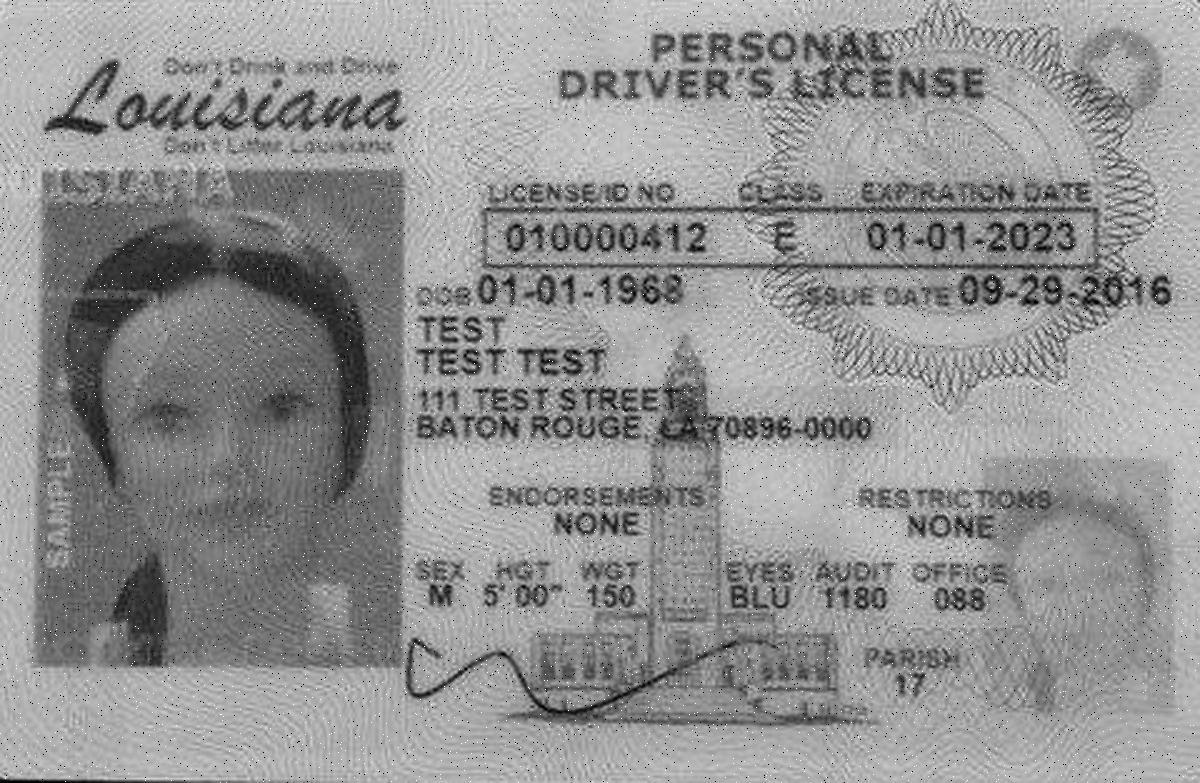 Don't Drink and Drive
Louisiana
Don't Litter Louisiana
PERSONAL
DRIVER'S LICENSE
LICENSE/ID NO CLASS EXPIRATION DATE
010000412 E 01-01-2023
DOB 01-01-1968 ISSUE DATE 09-29-2016
TEST
TEST TEST
111 TEST STREET
BATON ROUGE, LA 70896-0000
SAMPLE
ENDORSEMENTS RESTRICTIONS
NONE NONE
SEX HGT WGT EYES AUDIT OFFICE
M 5' 00" 150 BLU 1180 088
PARISH
17